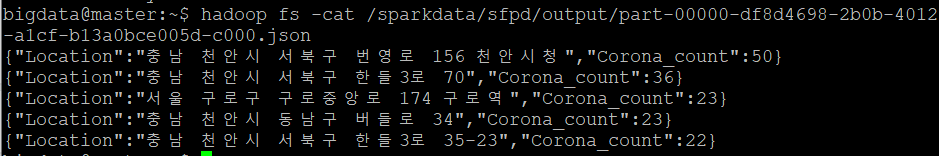 bigdata@master:~$ hadoop fs -cat /sparkdata/sfpd/output/part-00000-df8d4698-2b0b-4012
-a1cf-b13a0bce005d-c000.json
{"Location":"충남 천안시 서북구 번영로 156 천안시청","Corona_count":50}
{"Location":"충남 천안시 서북구 한들3로 70","Corona_count":36}
{"Location":"서울 구로구 구로중앙로 174 구로역","Corona_count":23}
{"Location":"충남 천안시 동남구 버들로 34","Corona_count":23}
{"Location":"충남 천안시 서북구 한들3로 35-23","Corona_count":22}
bigdata@master:~$